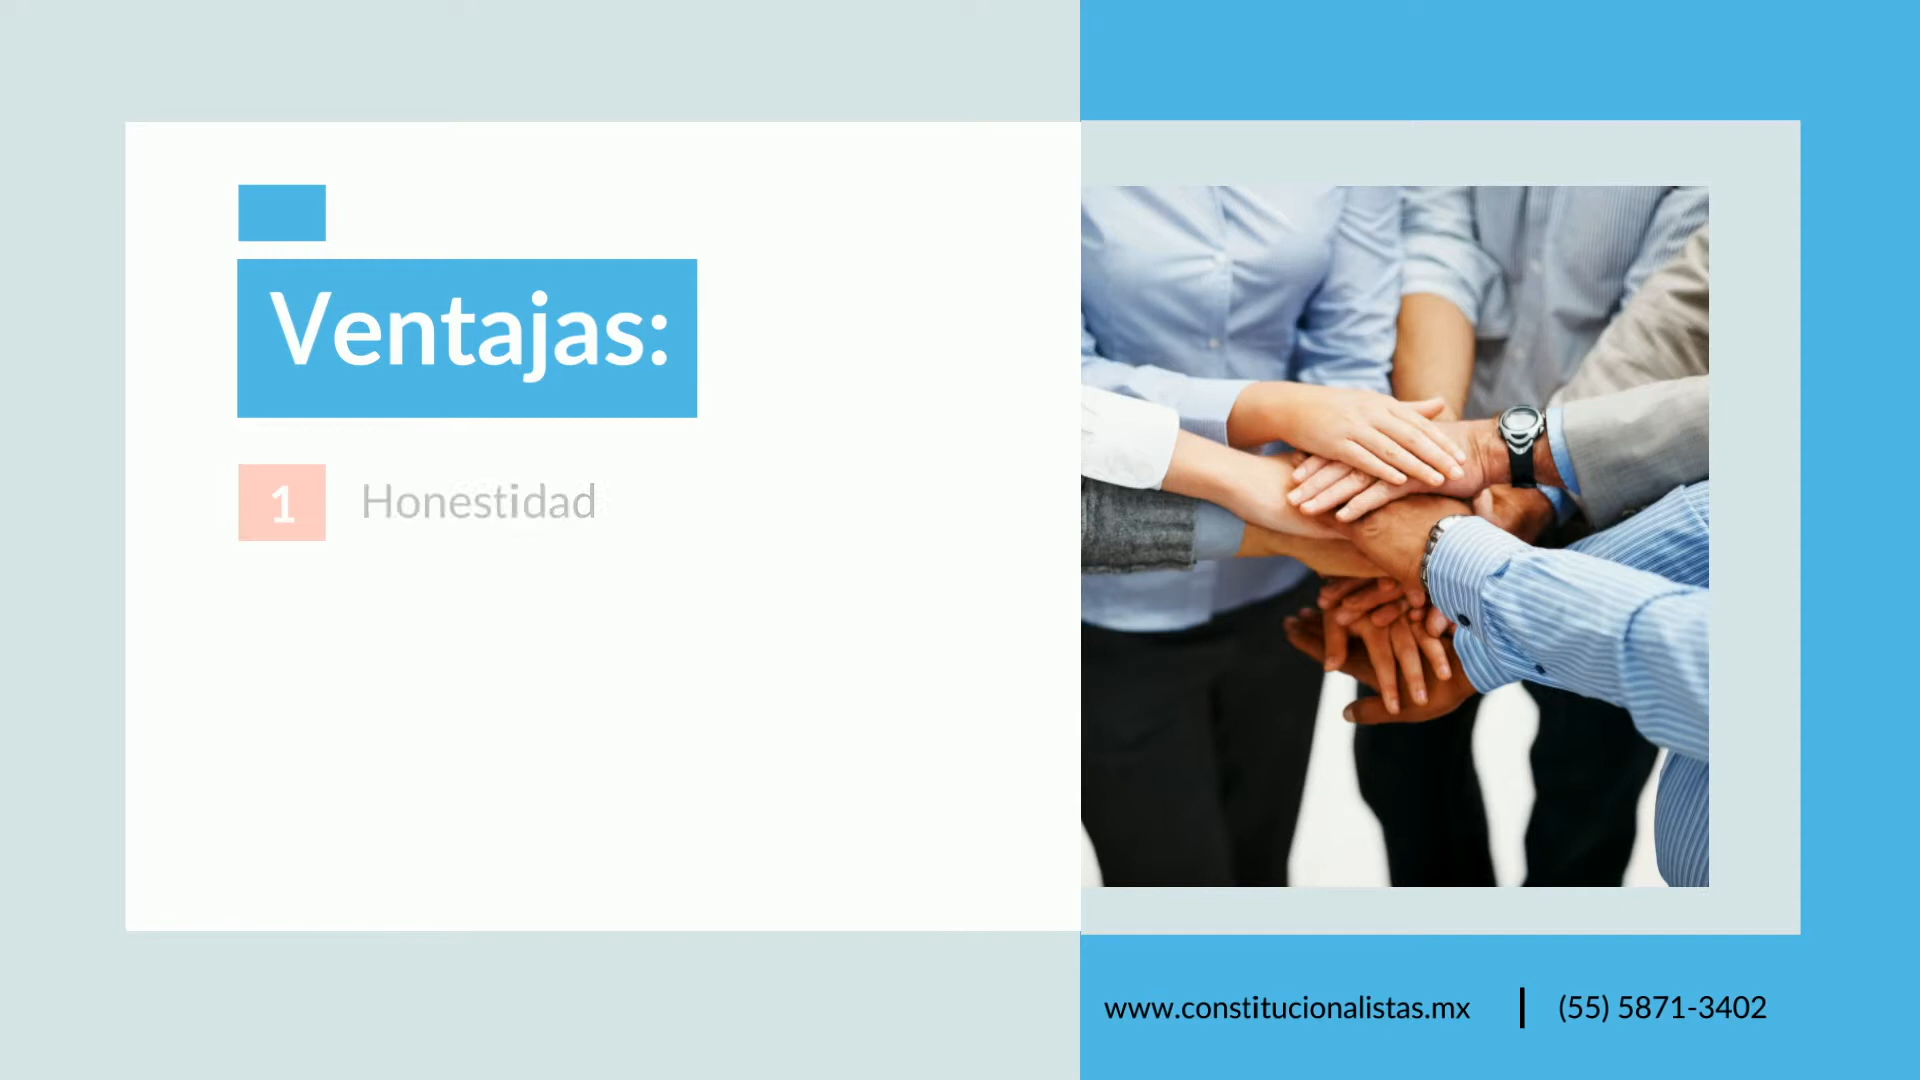 Ventajas:
1 Honestidad
www.constitucionalistas.mx | (55) 5871-3402